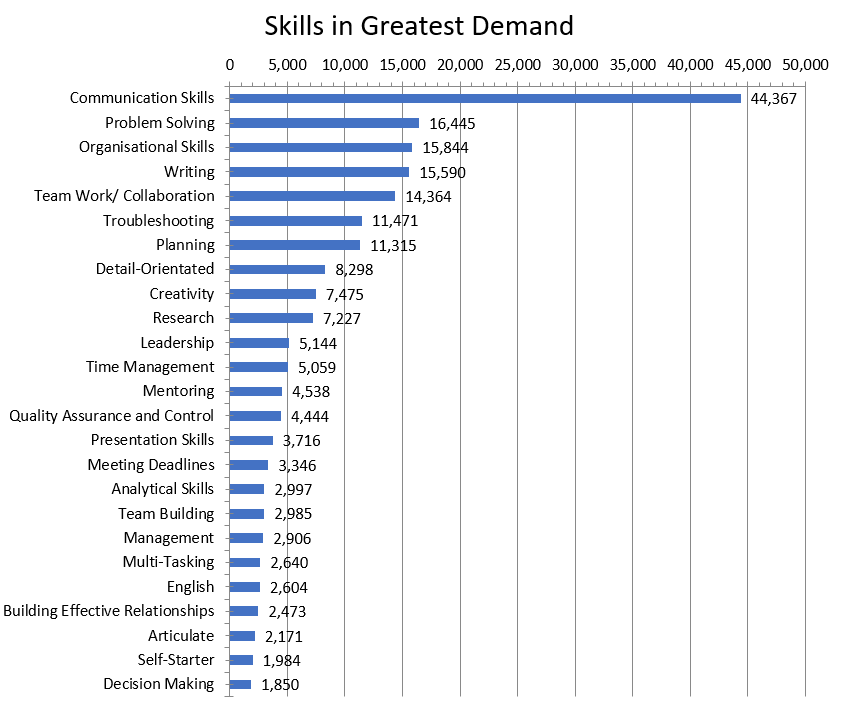 Skills in Greatest Demand
0 5,000 10,000 15,000 20,000 25,000 30,000 35,000 40,000 45,000 50,000
Communication Skills 44,367
Problem Solving 16,445
Organisational Skills 15,844
Writing 15,590
Team Work/ Collaboration 14,364
Troubleshooting 11,471
Planning 11,315
Detail-Orientated 8,298
Creativity 7,475
Research 7,227
Leadership 5,144
Time Management 5,059
Mentoring 4,538
Quality Assurance and Control 4,444
Presentation Skills 3,716
Meeting Deadlines 3,346
Analytical Skills 2,997
Team Building 2,985
Management 2,906
Multi-Tasking 2,640
English 2,604
Building Effective Relationships 2,473
Articulate 2,171
Self-Starter 1,984
Decision Making 1,850